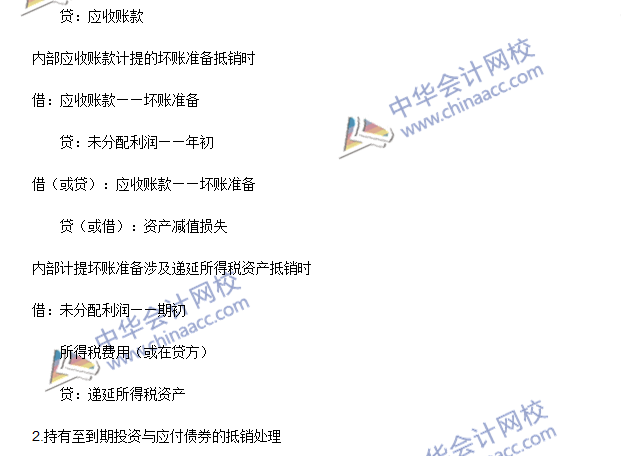 贷：应收账款
内部应收账款计提的坏账准备抵销时
借：应收账款——坏账准备
贷：未分配利润——年初
借（或贷）：应收账款——坏账准备
贷（或借）：资产减值损失
内部计提坏账准备涉及递延所得税资产抵销时
借：未分配利润——期初
所得税费用（或在贷方）
贷：递延所得税资产
2.持有至到期投资与应付债券的抵销处理
中华会计网校
www.chinaacc.com
中华会计网校
www.chinaacc.com
中华会计网校
www.chinaacc.com